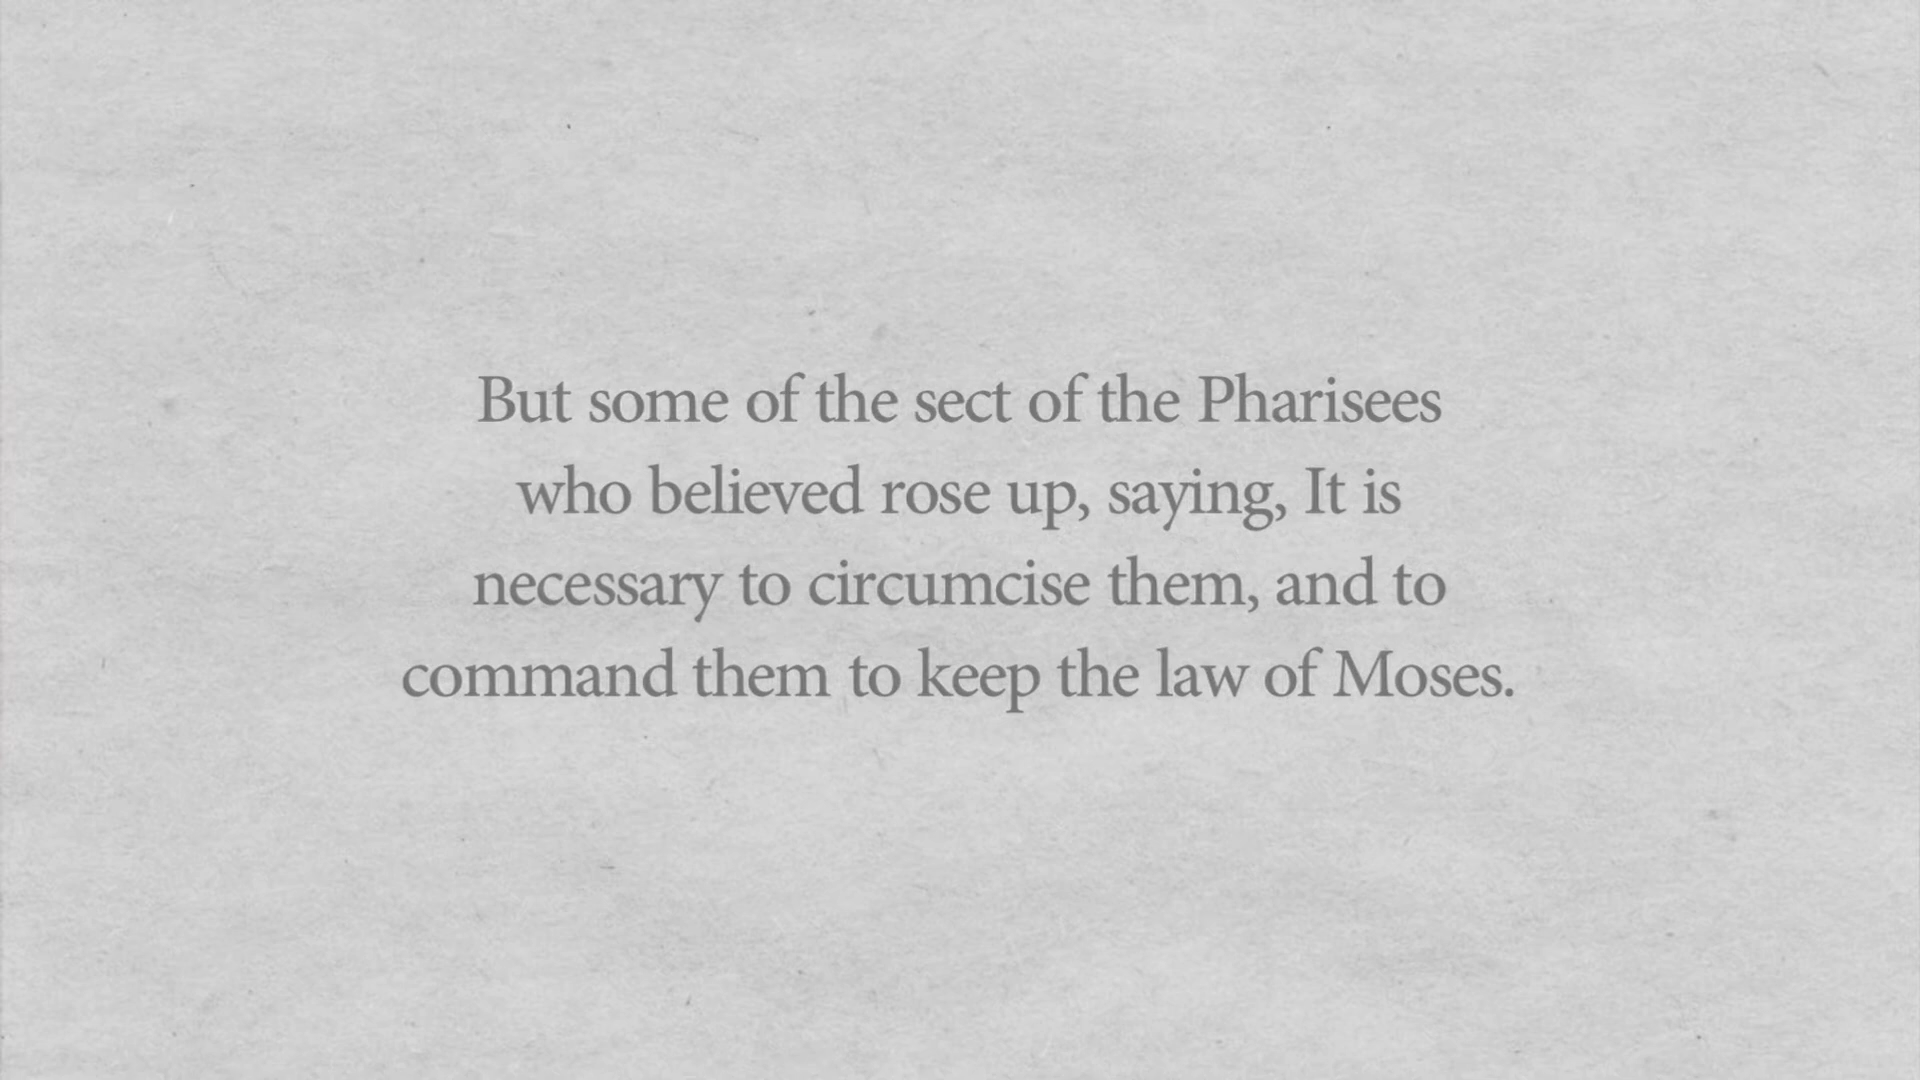 But some of the sect of the Pharisees
who believed rose up, saying, It is
necessary to circumcise them, and to
command them to keep the law of Moses.